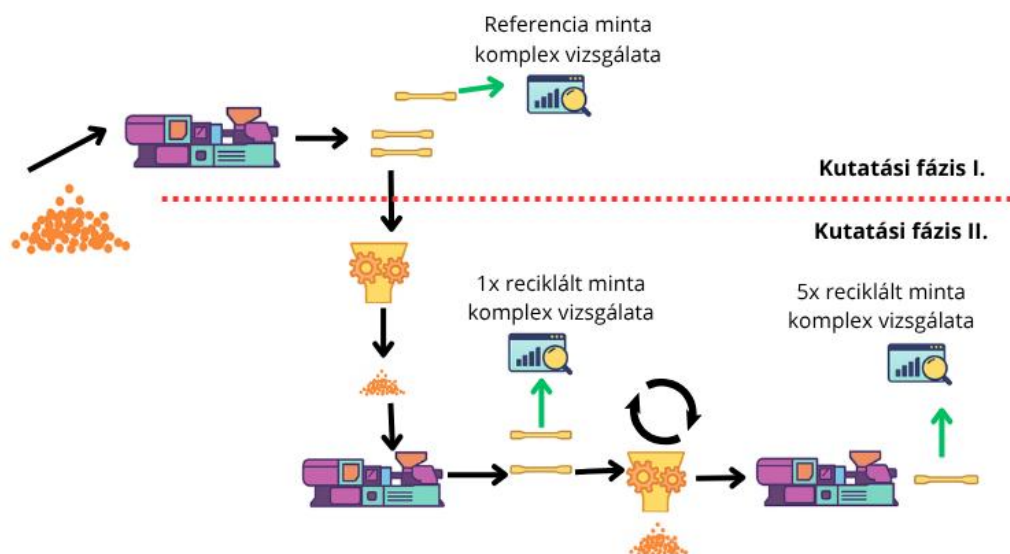 Referencia minta
komplex vizsgálata
Kutatási fázis I.
Kutatási fázis II.
1x reciklált minta
komplex vizsgálata
5x reciklált minta
komplex vizsgálata